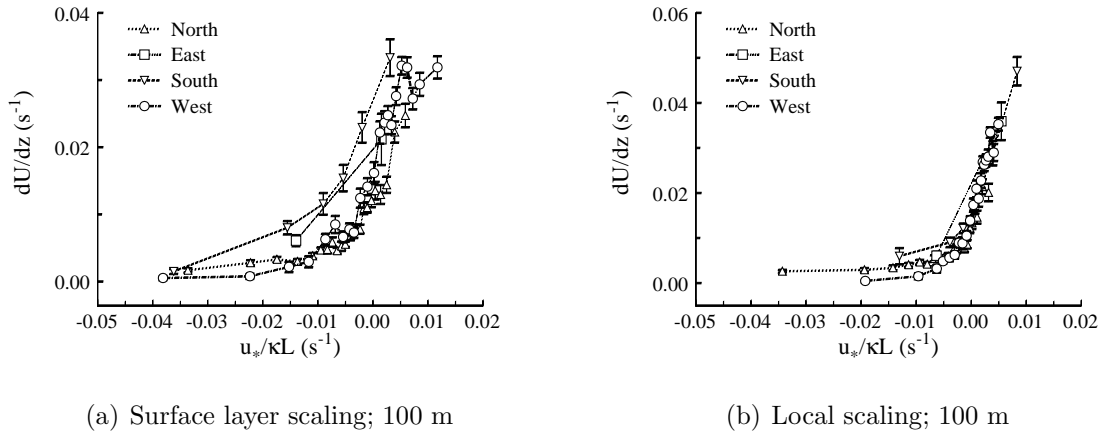 0.04
0.02
0.00
dU/dz (s⁻¹)
North
East
South
West
-0.05 -0.04 -0.03 -0.02 -0.01 0.00 0.01 0.02
u*/κL (s⁻¹)
(a) Surface layer scaling; 100 m
0.06
0.04
0.02
0.00
dU/dz (s⁻¹)
North
East
South
West
-0.05 -0.04 -0.03 -0.02 -0.01 0.00 0.01 0.02
u*/κL (s⁻¹)
(b) Local scaling; 100 m